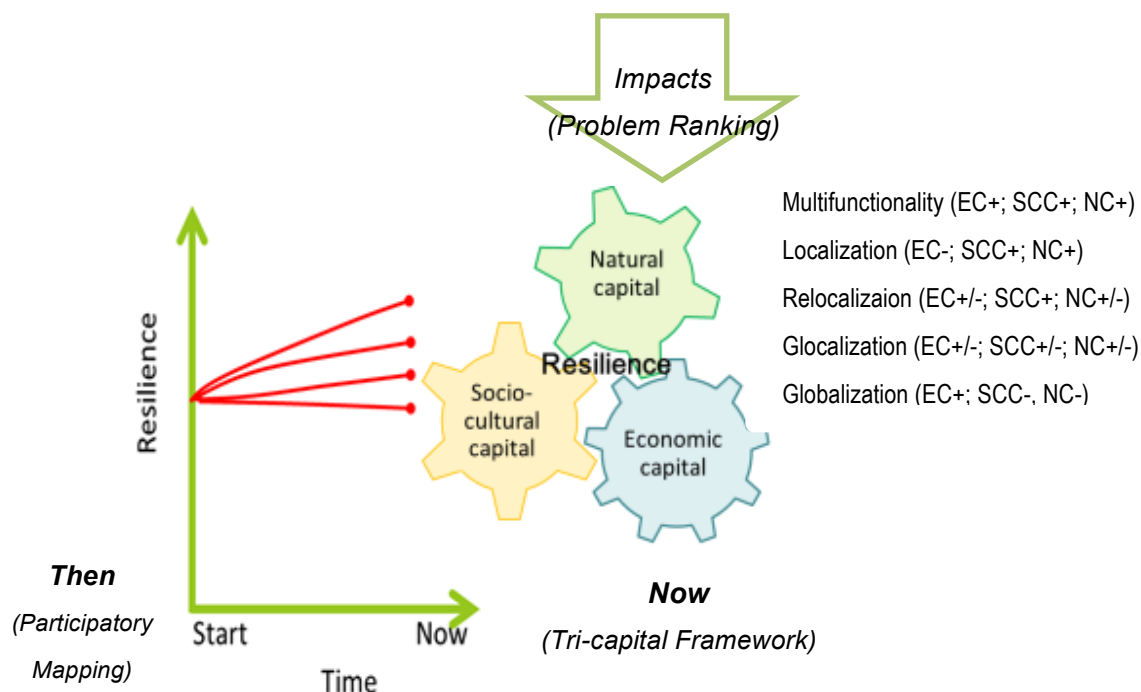 Impacts
(Problem Ranking)
Multifunctionality (EC+; SCC+; NC+)
Localization (EC-; SCC+; NC+)
Relocalizaion (EC+/-; SCC+; NC+/-)
Glocalization (EC+/-; SCC+/-; NC+/-)
Globalization (EC+; SCC-, NC-)
Natural
capital
Resilience
Socio-
cultural
capital
Economic
capital
Resilience
Then
(Participatory
Mapping)
Start
Now
Time
Now
(Tri-capital Framework)